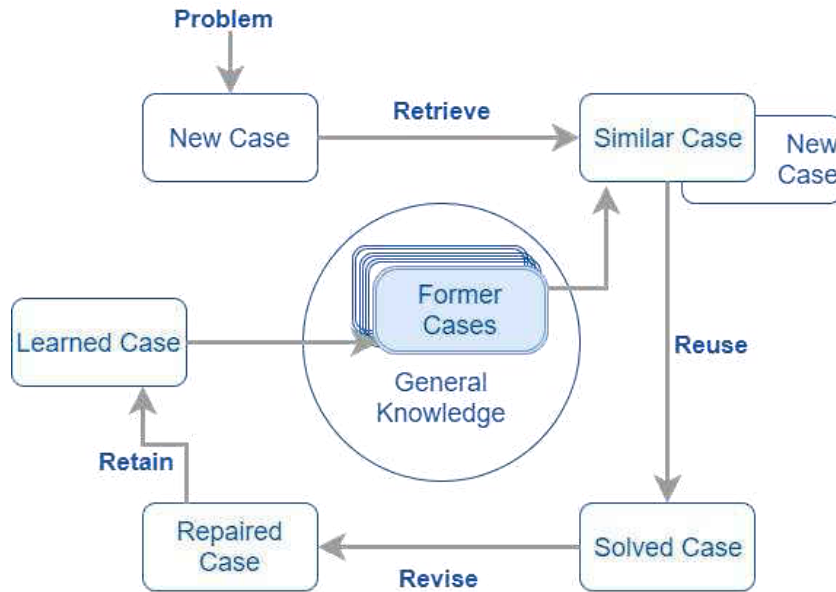 Problem
New Case
Retrieve
Similar Case
New
Case
Former
Cases
General
Knowledge
Learned Case
Reuse
Retain
Repaired
Case
Revise
Solved Case